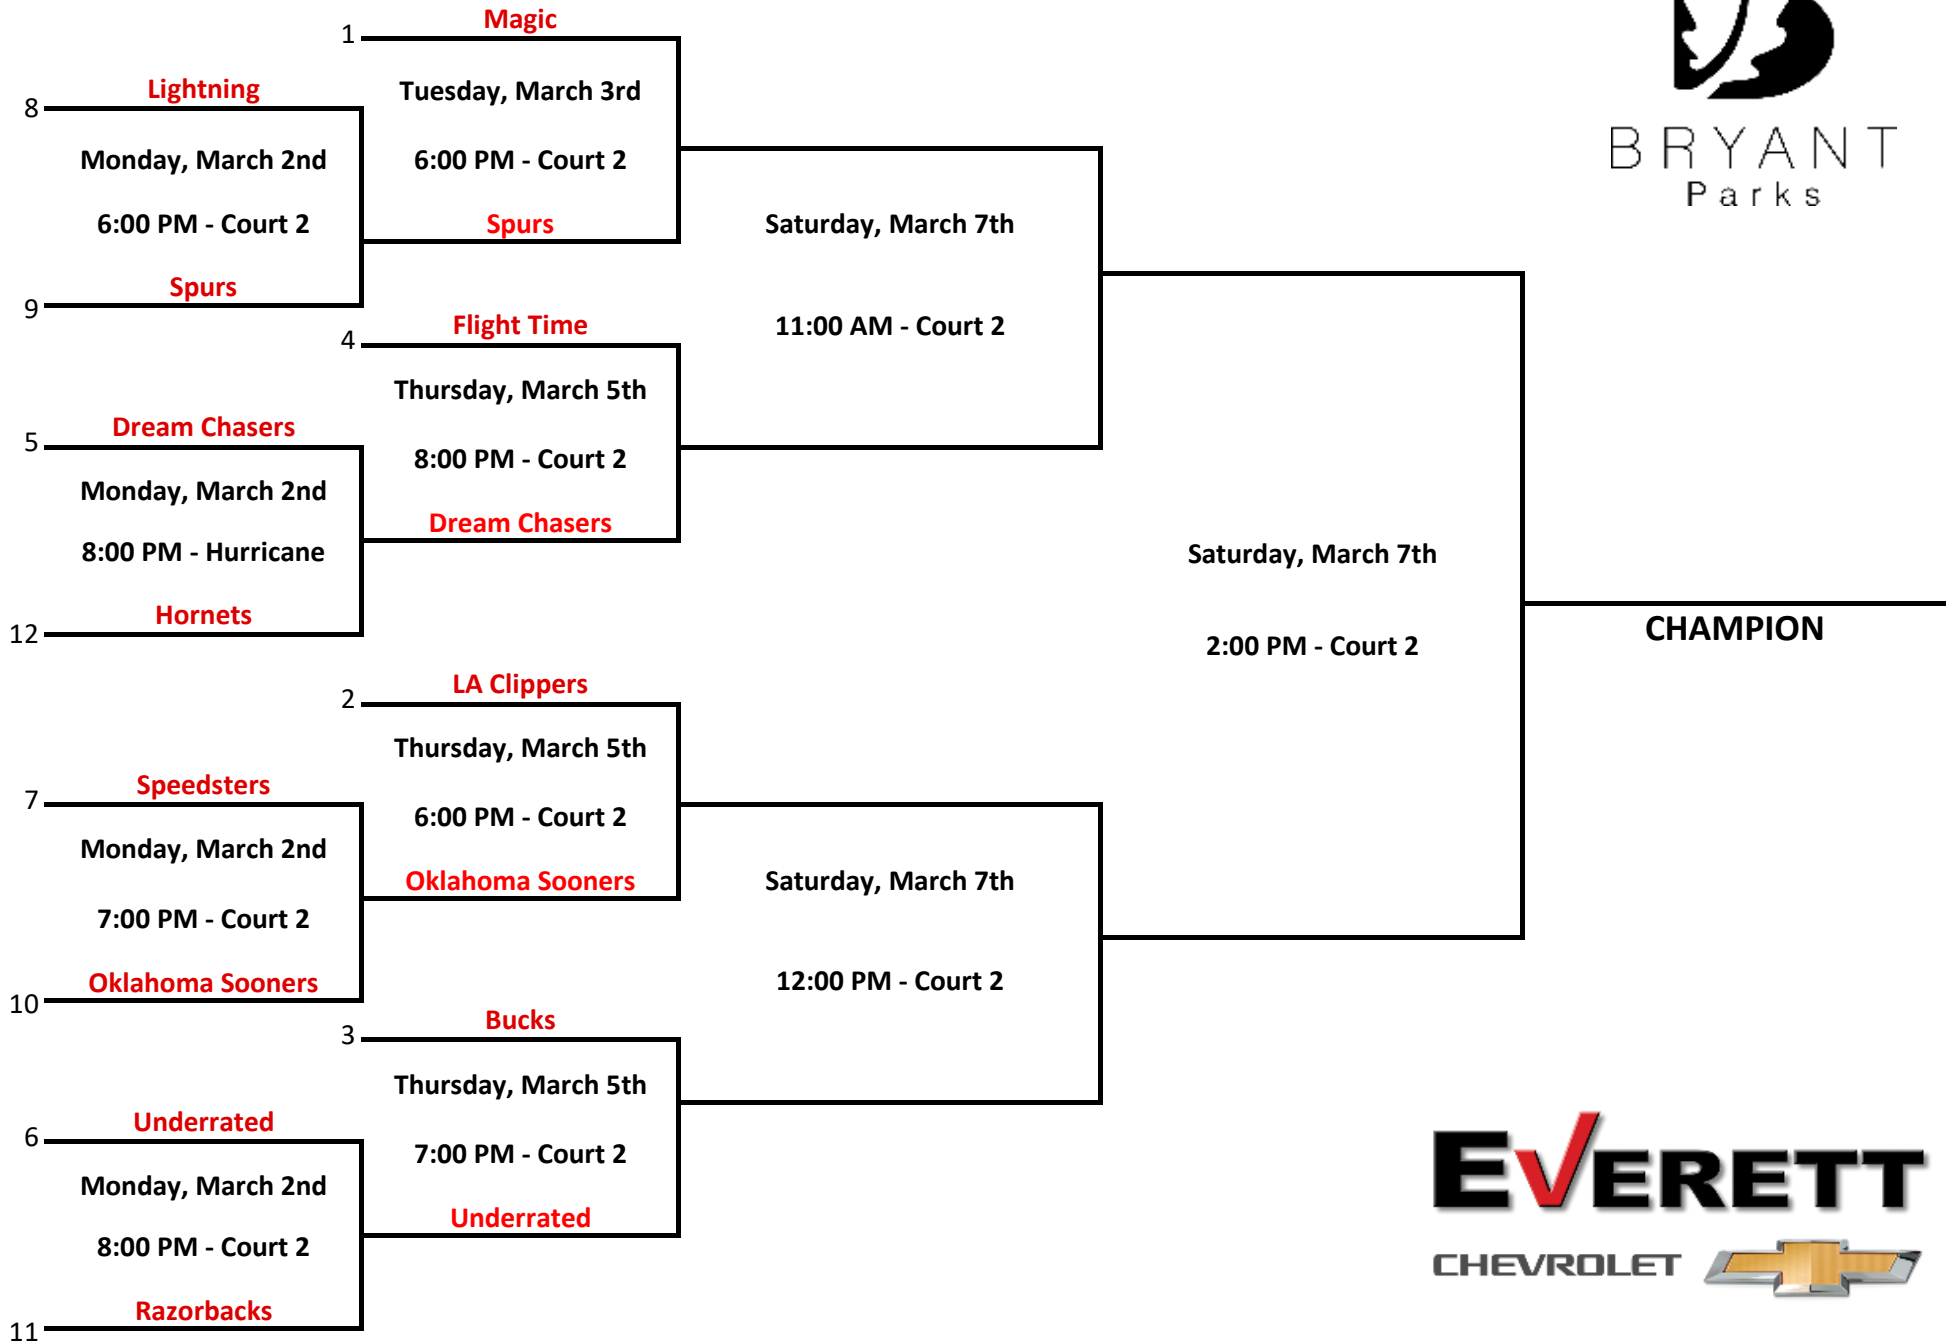 1
Magic
8
Lightning
Tuesday, March 3rd
Monday, March 2nd
6:00 PM - Court 2
6:00 PM - Court 2
Spurs
9
Spurs
Saturday, March 7th
11:00 AM - Court 2
4
Flight Time
5
Dream Chasers
Thursday, March 5th
Monday, March 2nd
8:00 PM - Court 2
8:00 PM - Hurricane
Dream Chasers
12
Hornets
Saturday, March 7th
2:00 PM - Court 2
CHAMPION
2
LA Clippers
7
Speedsters
Thursday, March 5th
Monday, March 2nd
6:00 PM - Court 2
7:00 PM - Court 2
Oklahoma Sooners
10
Oklahoma Sooners
Saturday, March 7th
12:00 PM - Court 2
3
Bucks
6
Underrated
Thursday, March 5th
Monday, March 2nd
7:00 PM - Court 2
8:00 PM - Court 2
Underrated
11
Razorbacks
BRYANT
Parks
EVERETT
CHEVROLET